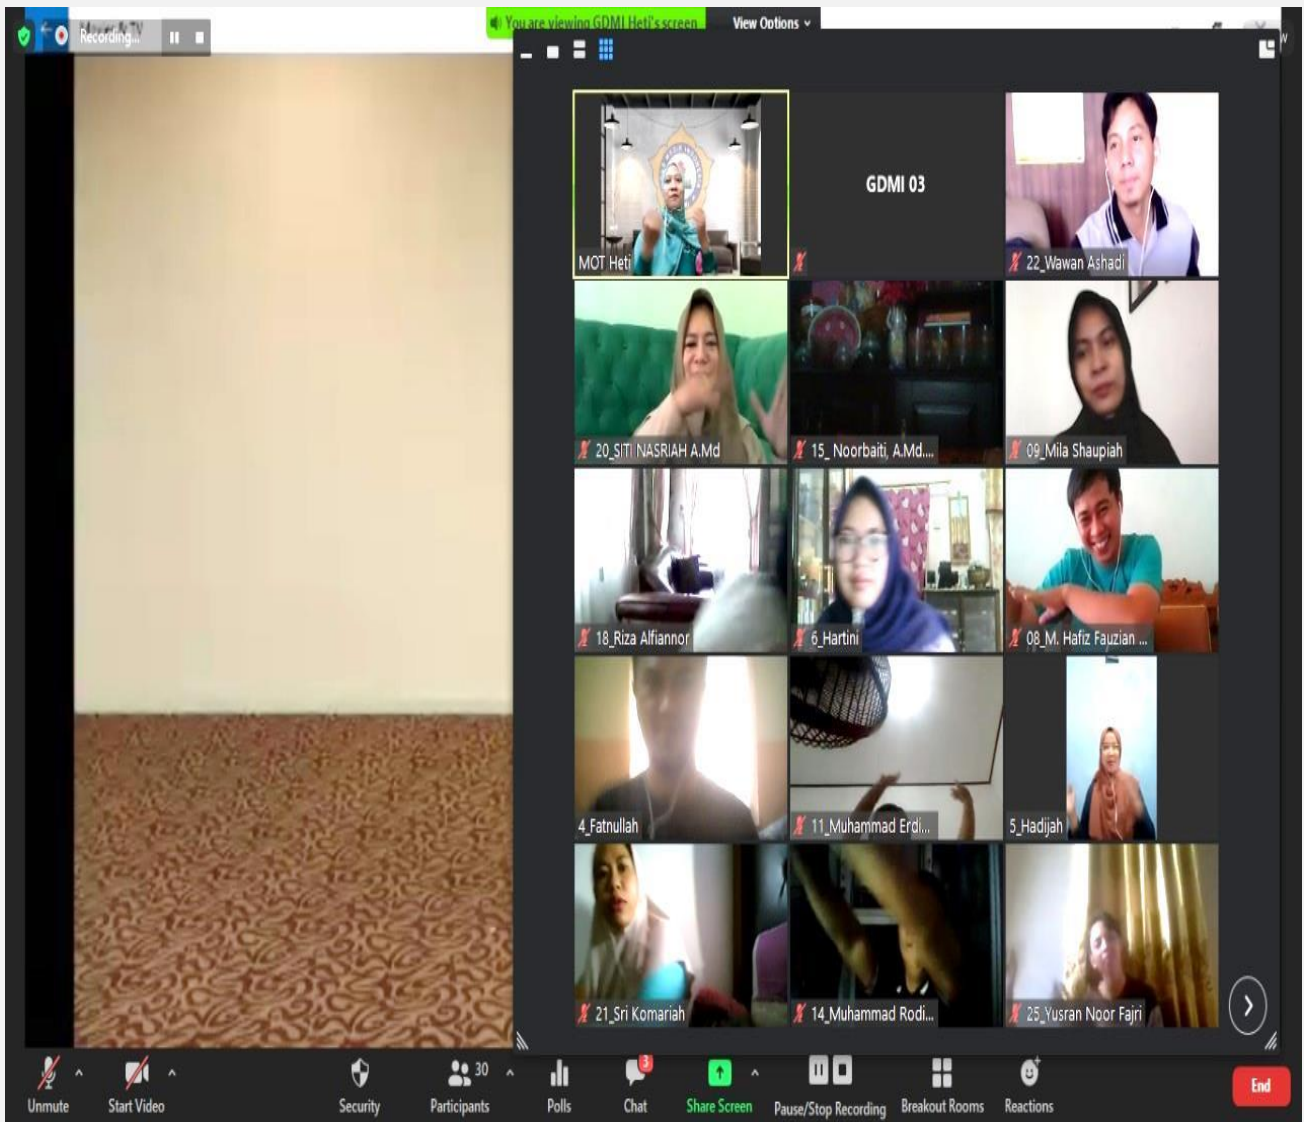 Recording...
You are viewing GDMI Heti's screen
View Options
MOT Heti
GDMI 03
22_Wawan Ashadi
20_SITI NASRIAH A.Md
15_ Noorbaiti, A.Md....
09_Mila Shaupiah
18_Riza Alfiannor
6_Hartini
08_M. Hafiz Fauzian ...
4_Fatnullah
11_Muhammad Erdi...
5_Hadijah
21_Sri Komariah
14_Muhammad Rodi...
25_Yusran Noor Fajri
30
3
Unmute
Start Video
Security
Participants
Polls
Chat
Share Screen
Pause/Stop Recording
Breakout Rooms
Reactions
End